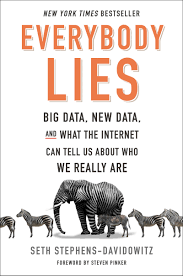 NEW YORK TIMES BESTSELLER
EVERYBODY
LIES
BIG DATA, NEW DATA,
AND WHAT THE INTERNET
CAN TELL US ABOUT WHO
WE REALLY ARE
SETH STEPHENS-DAVIDOWITZ
FOREWORD BY STEVEN PINKER